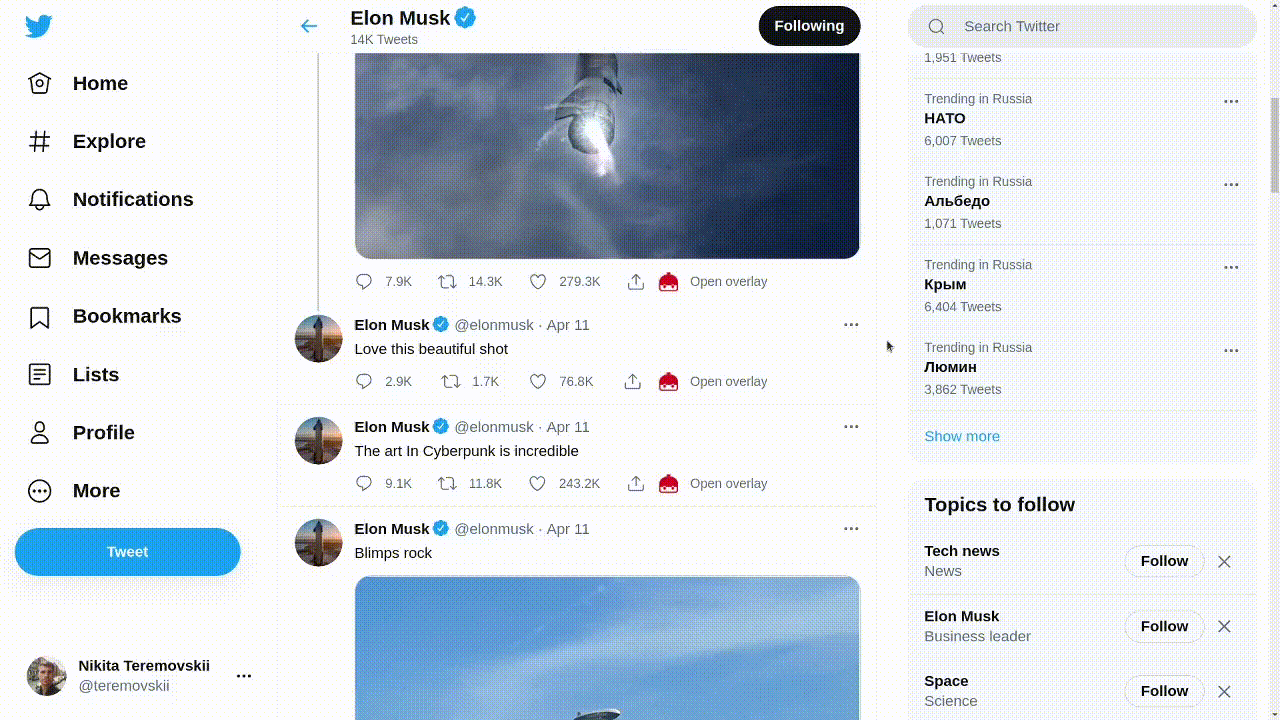 Home
Explore
Notifications
Messages
Bookmarks
Lists
Profile
More
Tweet
Nikita Teremovskii
@teremovskii
Elon Musk
14K Tweets
Following
7.9K 14.3K 279.3K Open overlay
Elon Musk @elonmusk · Apr 11
Love this beautiful shot
2.9K 1.7K 76.8K Open overlay
Elon Musk @elonmusk · Apr 11
The art In Cyberpunk is incredible
9.1K 11.8K 243.2K Open overlay
Elon Musk @elonmusk · Apr 11
Blimps rock
Search Twitter
1,951 Tweets
Trending in Russia
НАТО
6,007 Tweets
Trending in Russia
Альбедо
1,071 Tweets
Trending in Russia
Крым
6,404 Tweets
Trending in Russia
Люмин
3,862 Tweets
Show more
Topics to follow
Tech news
News
Follow
Elon Musk
Business leader
Follow
Space
Science
Follow